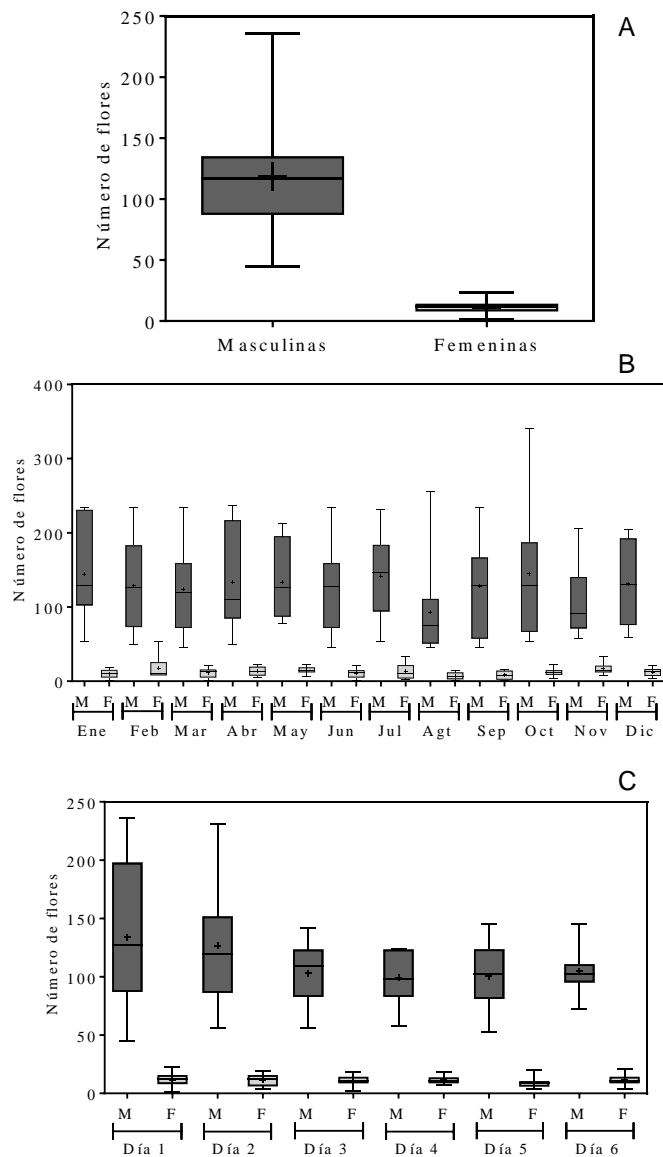 A
Número de flores
250
200
150
100
50
0
Masculinas Femeninas
B
Número de flores
400
300
200
100
0
M F M F M F M F M F M F M F M F M F M F M F M F
Ene Feb Mar Abr May Jun Jul Agt Sep Oct Nov Dic
C
Número de flores
250
200
150
100
50
0
M F M F M F M F M F M F
Día 1 Día 2 Día 3 Día 4 Día 5 Día 6